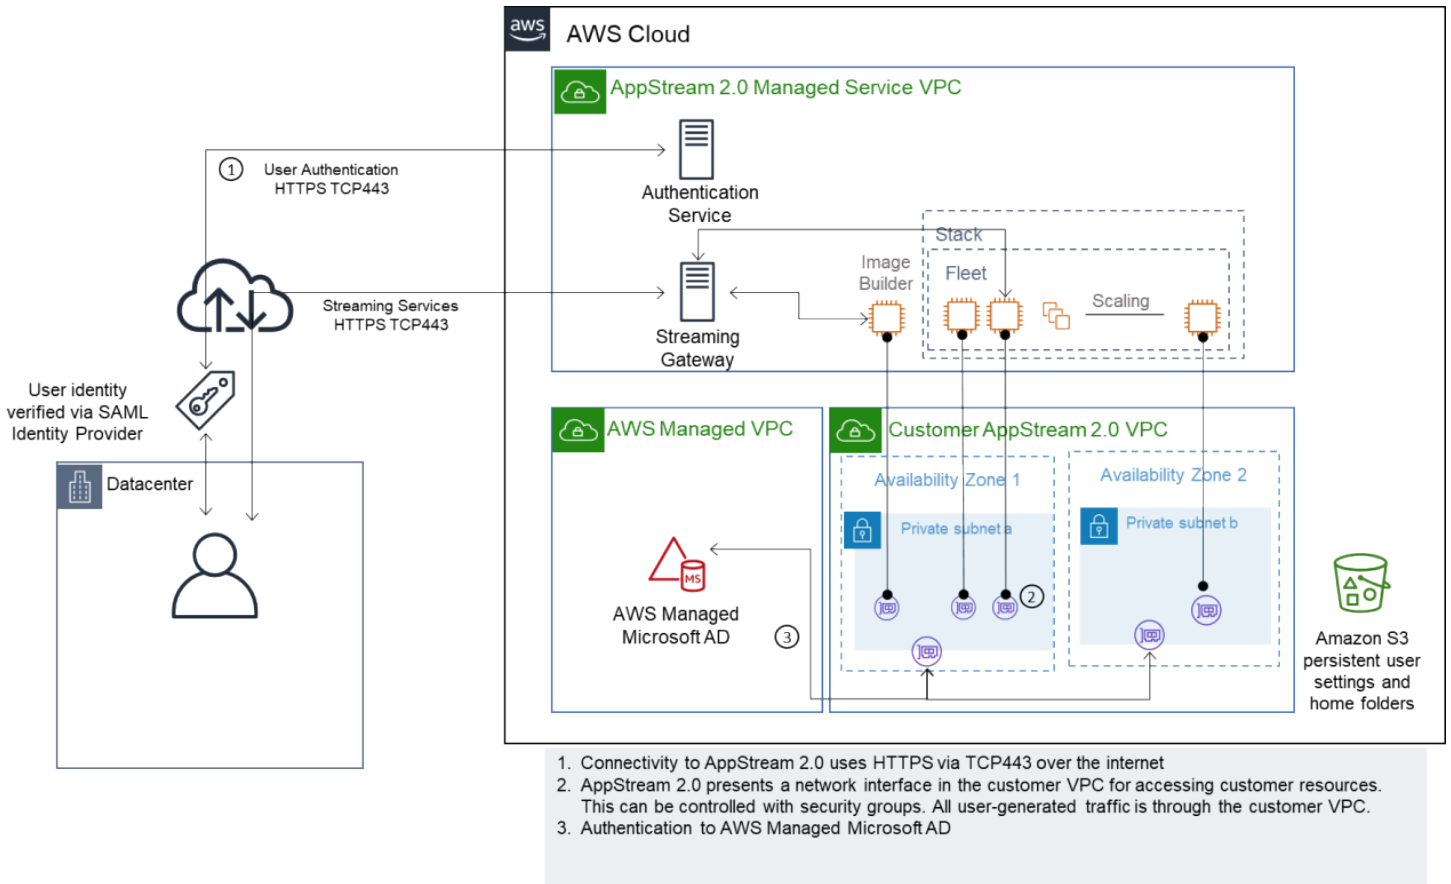 aws
AWS Cloud
AppStream 2.0 Managed Service VPC
1
User Authentication
HTTPS TCP443
Authentication
Service
Stack
Image
Builder
Fleet
Scaling
Streaming Services
HTTPS TCP443
Streaming
Gateway
User identity
verified via SAML
Identity Provider
AWS Managed VPC
Customer AppStream 2.0 VPC
Datacenter
Availability Zone 1
Availability Zone 2
Private subnet a
Private subnet b
MS
2
AWS Managed
Microsoft AD
3
Amazon S3
persistent user
settings and
home folders
1. Connectivity to AppStream 2.0 uses HTTPS via TCP443 over the internet
2. AppStream 2.0 presents a network interface in the customer VPC for accessing customer resources.
This can be controlled with security groups. All user-generated traffic is through the customer VPC.
3. Authentication to AWS Managed Microsoft AD